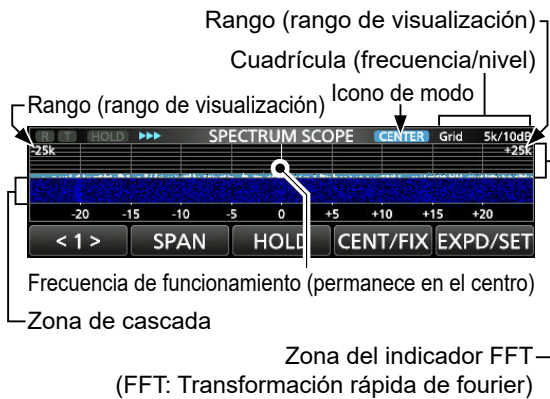 Rango (rango de visualización)
Cuadrícula (frecuencia/nivel)
Icono de modo
Rango (rango de visualización)
R T HOLD SPECTRUM SCOPE CENTER Grid 5k/10dB
-25k +25k
-20 -15 -10 -5 0 +5 +10 +15 +20
< 1 > SPAN HOLD CENT/FIX EXPD/SET
Frecuencia de funcionamiento (permanece en el centro)
Zona de cascada
Zona del indicador FFT
(FFT: Transformación rápida de fourier)